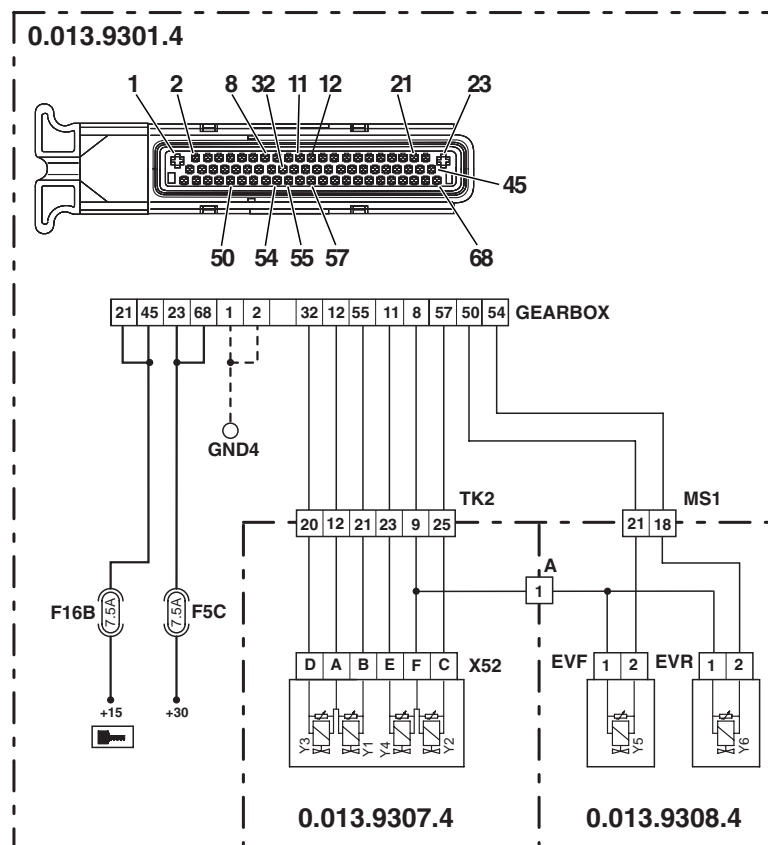 0.013.9301.4
1 2 8 32 11 12 21 23
45
50 54 55 57 68
21 45 23 68 1 2 32 12 55 11 8 57 50 54 GEARBOX
GND4
TK2 MS1
20 12 21 23 9 25 21 18
A
1
F16B 7.5A 7.5A F5C
D A B E F C X52 EVF 1 2 EVR 1 2
+15 +30
Y3 Y1 Y4 Y2 Y5 Y6
0.013.9307.4 0.013.9308.4